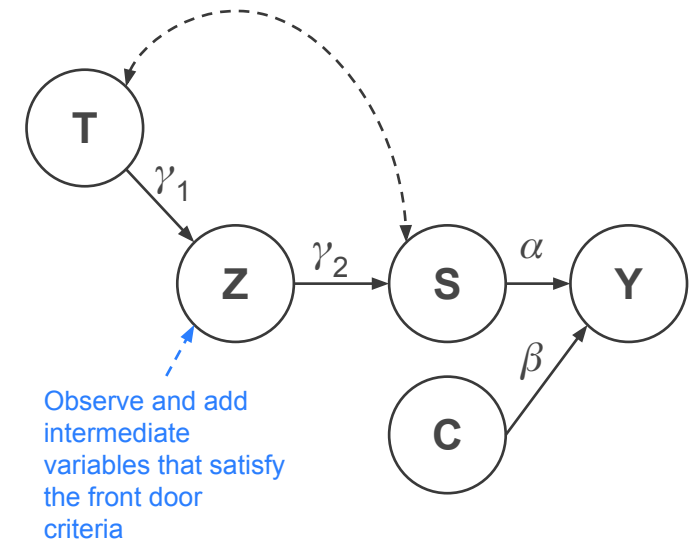 T
γ1
Z
γ2
S
α
Y
β
C
Observe and add
intermediate
variables that satisfy
the front door
criteria